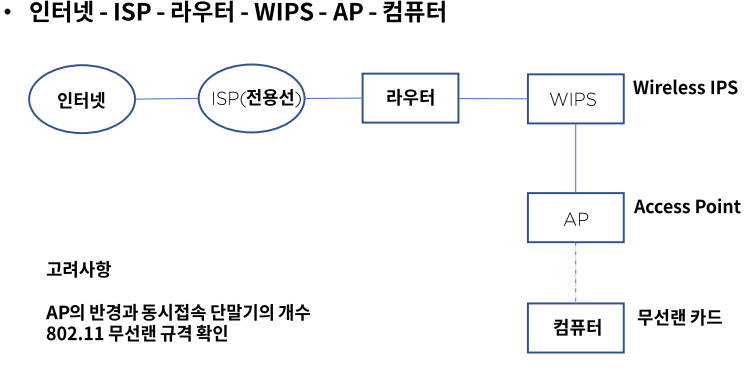 • 인터넷 - ISP - 라우터 - WIPS - AP - 컴퓨터
인터넷
ISP(전용선)
라우터
WIPS
Wireless IPS
AP
Access Point
고려사항
AP의 반경과 동시접속 단말기의 개수
802.11 무선랜 규격 확인
컴퓨터
무선랜 카드